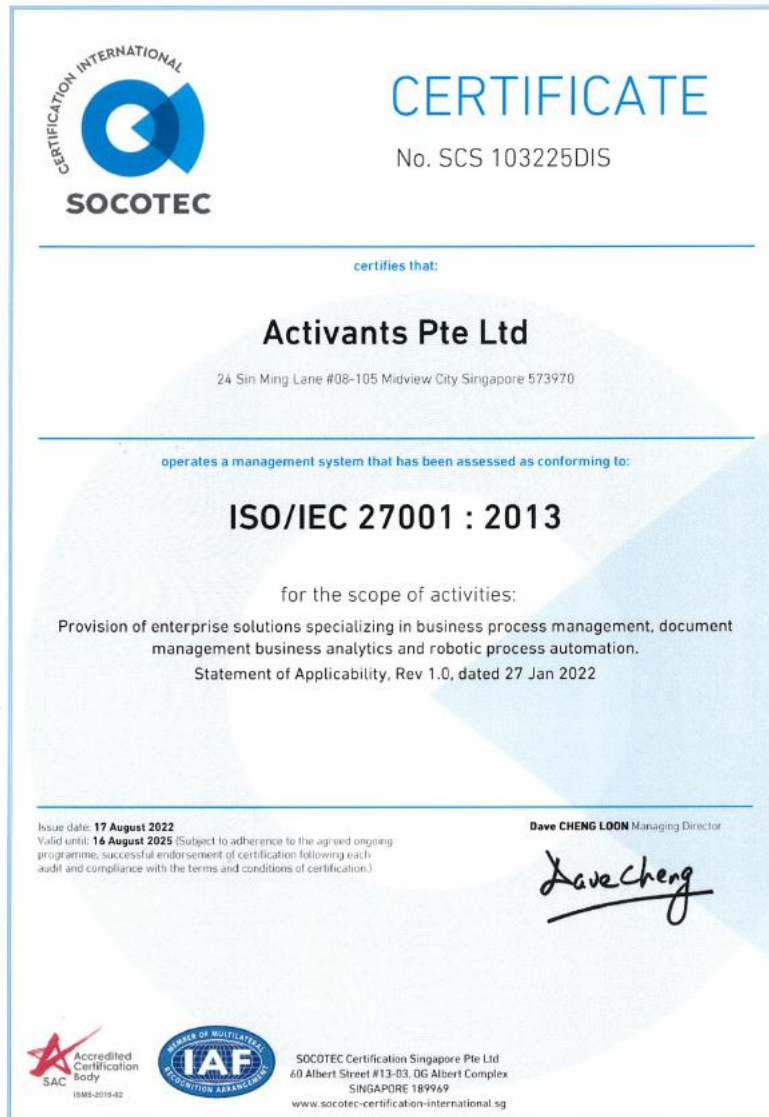 CERTIFICATION INTERNATIONAL
SOCOTEC
CERTIFICATE
No. SCS 103225DIS
certifies that:
Activants Pte Ltd
24 Sin Ming Lane #08-105 Midview City Singapore 573970
operates a management system that has been assessed as conforming to:
ISO/IEC 27001 : 2013
for the scope of activities:
Provision of enterprise solutions specializing in business process management, document
management business analytics and robotic process automation.
Statement of Applicability, Rev 1.0, dated 27 Jan 2022
Issue date: 17 August 2022
Valid until: 16 August 2025 (Subject to adherence to the agreed ongoing
programme, successful endorsement of certification following each
audit and compliance with the terms and conditions of certification.)
Dave CHENG LOON Managing Director
Dave Cheng
SAC
Accredited
Certification
Body
ISMS-2019-02
MEMBER OF MULTILATERAL
IAF
RECOGNITION ARRANGEMENT
SOCOTEC Certification Singapore Pte Ltd
60 Albert Street #13-03, OG Albert Complex
SINGAPORE 189969
www.socotec-certification-international.sg